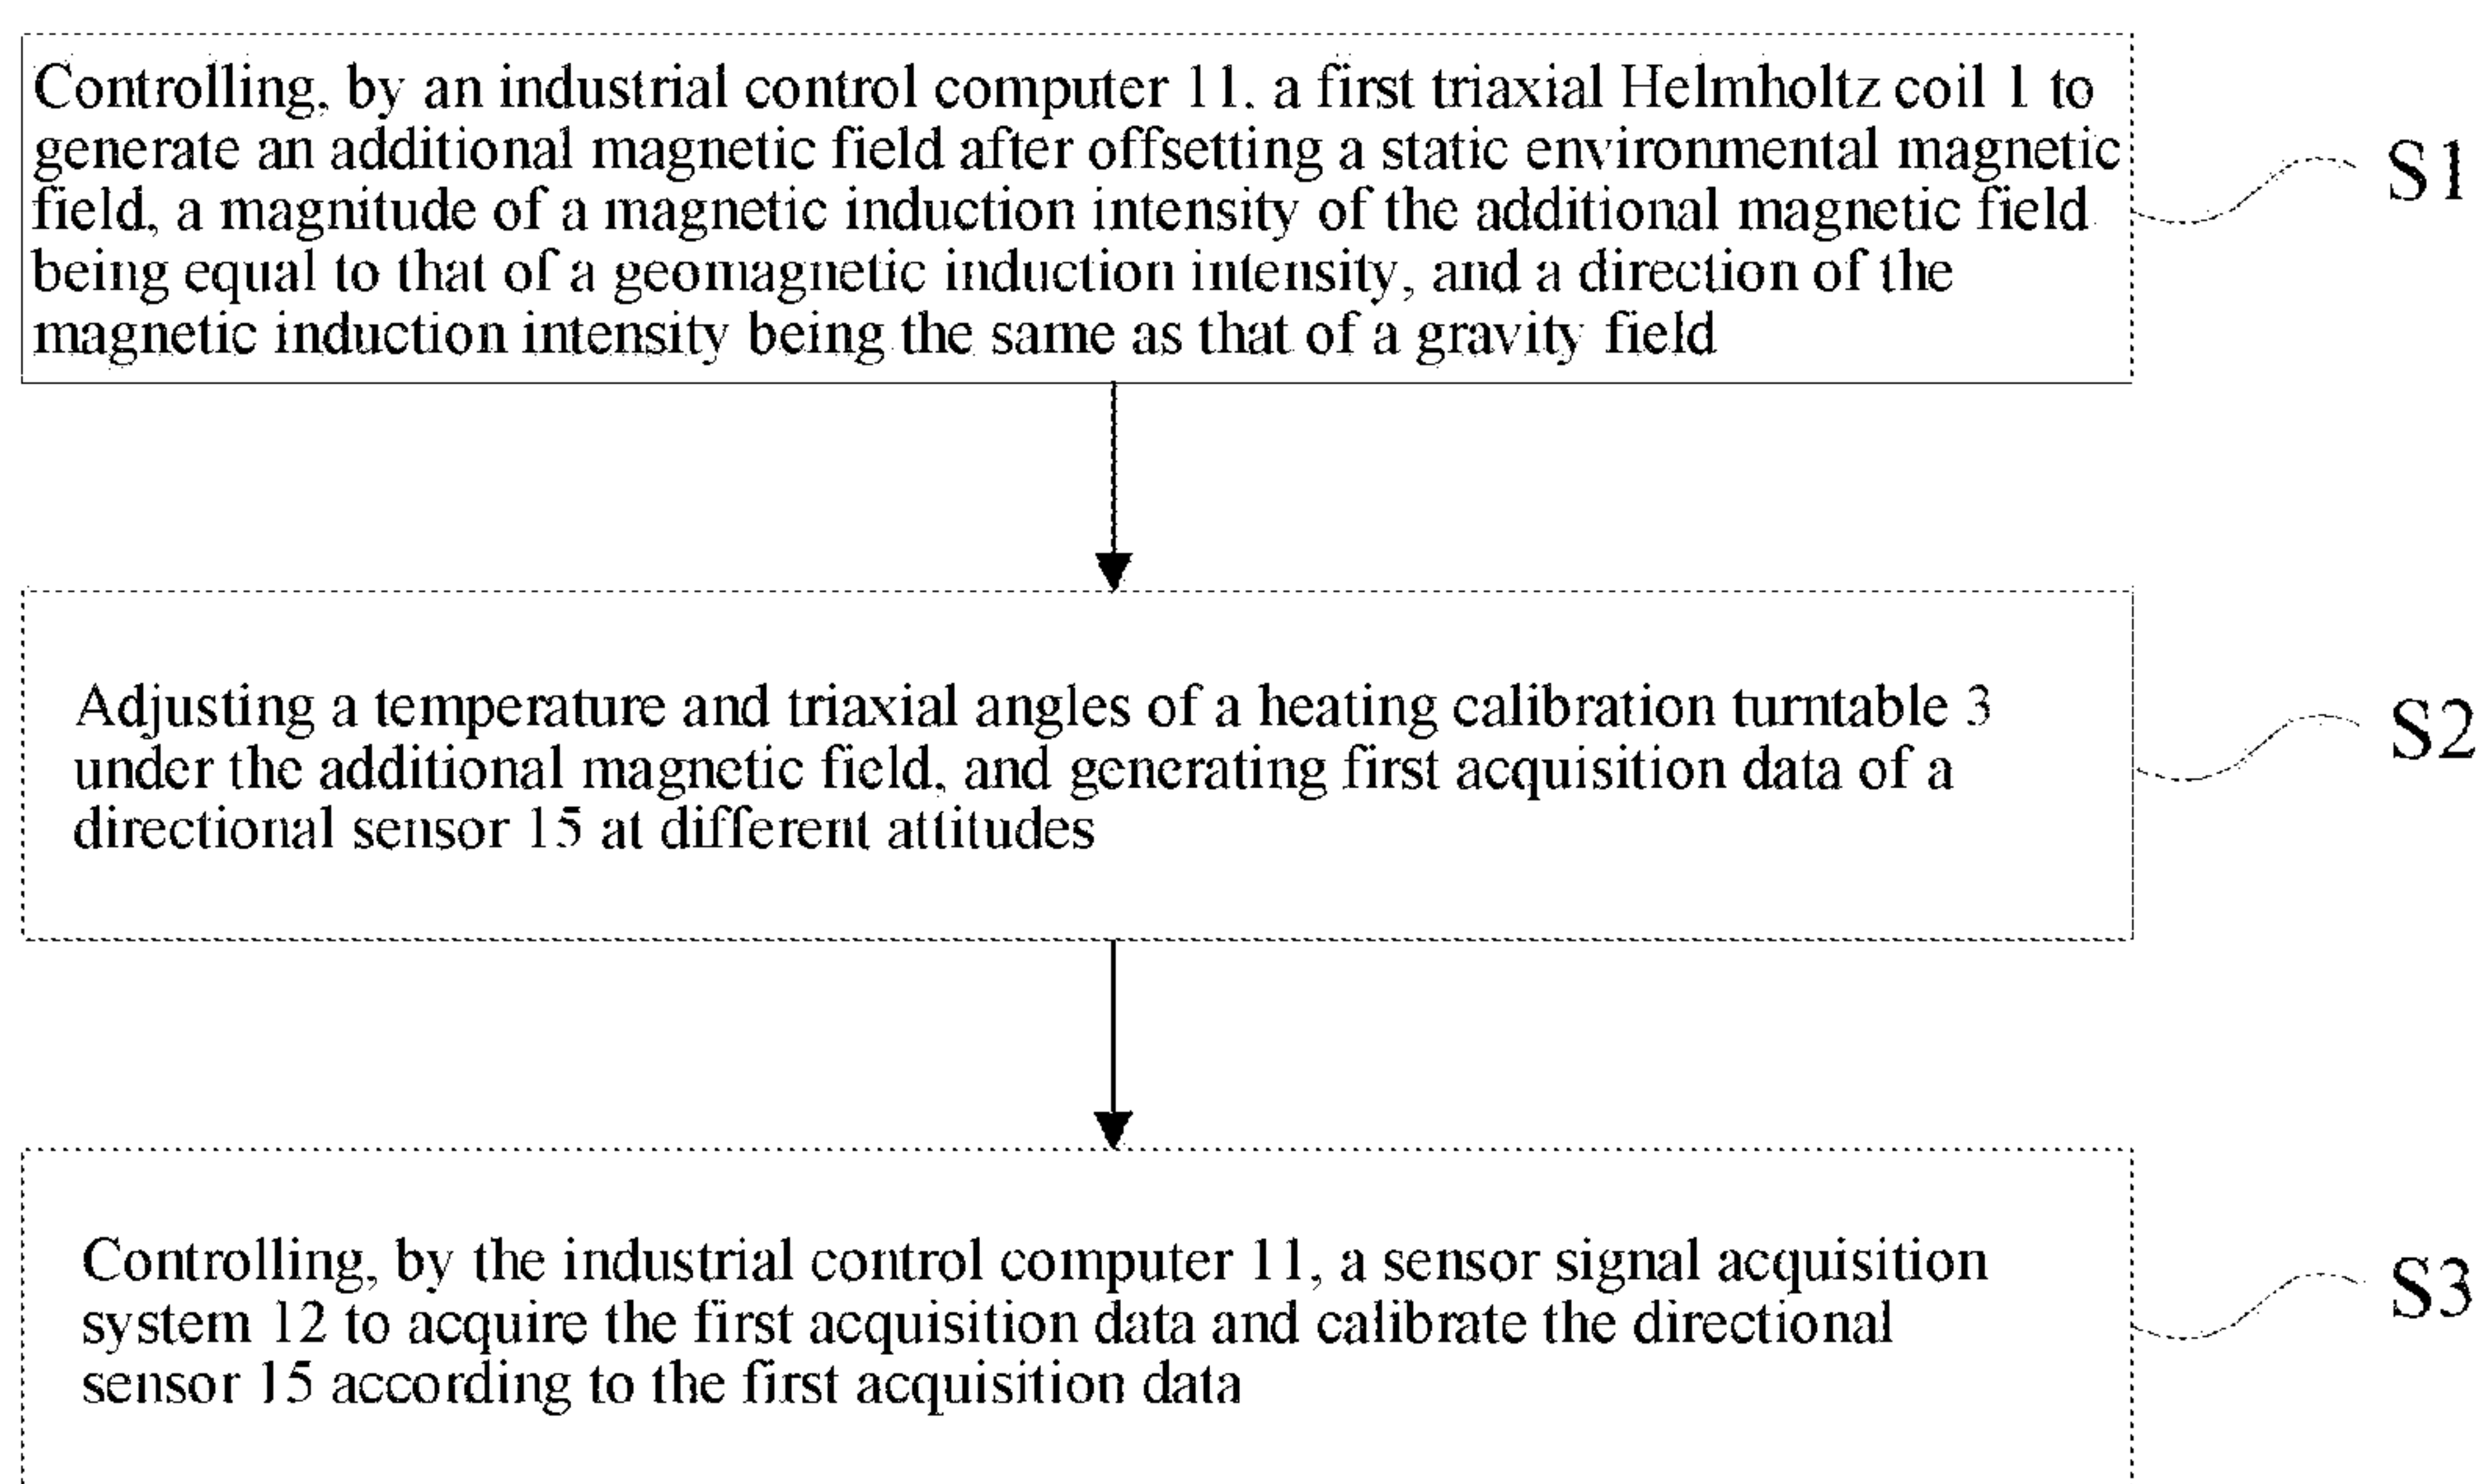 Controlling, by an industrial control computer 11. a first triaxial Helmholtz coil 1 to
generate an additional magnetic field after offsetting a static environmental magnetic
field, a magnitude of a magnetic induction intensity of the additional magnetic field
being equal to that of a geomagnetic induction intensity, and a direction of the
magnetic induction intensity being the same as that of a gravity field
S1
Adjusting a temperature and triaxial angles of a heating calibration turntable 3
under the additional magnetic field, and generating first acquisition data of a
directional sensor 15 at different attitudes
S2
Controlling, by the industrial control computer 11, a sensor signal acquisition
system 12 to acquire the first acquisition data and calibrate the directional
sensor 15 according to the first acquisition data
S3